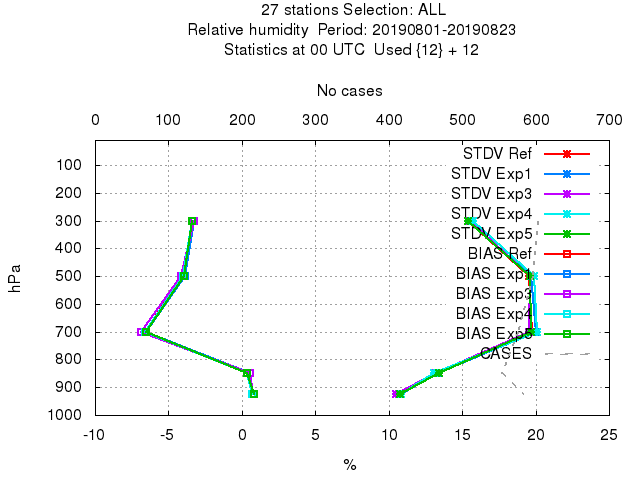 27 stations Selection: ALL
Relative humidity  Period: 20190801-20190823
Statistics at 00 UTC  Used {12} + 12
No cases
0 100 200 300 400 500 600 700
STDV Ref
STDV Exp1
STDV Exp3
STDV Exp4
STDV Exp5
BIAS Ref
BIAS Exp1
BIAS Exp3
BIAS Exp4
BIAS Exp5
CASES
hPa
100
200
300
400
500
600
700
800
900
1000
-10 -5 0 5 10 15 20 25
%